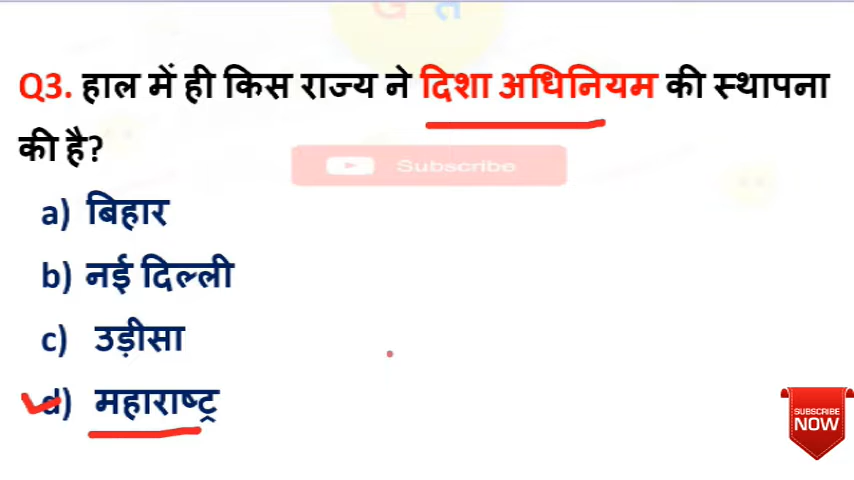 Q3. हाल में ही किस राज्य ने दिशा अधिनियम की स्थापना
की है?
Subscribe
a) बिहार
b) नई दिल्ली
c) उड़ीसा
d) महाराष्ट्र
SUBSCRIBE
NOW